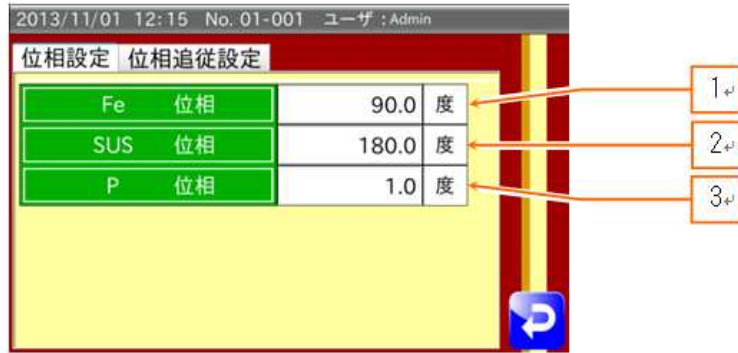 2013/11/01 12:15 No. 01-001 ユーザ:Admin
位相設定 位相追従設定
Fe 位相 90.0 度 1
SUS 位相 180.0 度 2
P 位相 1.0 度 3